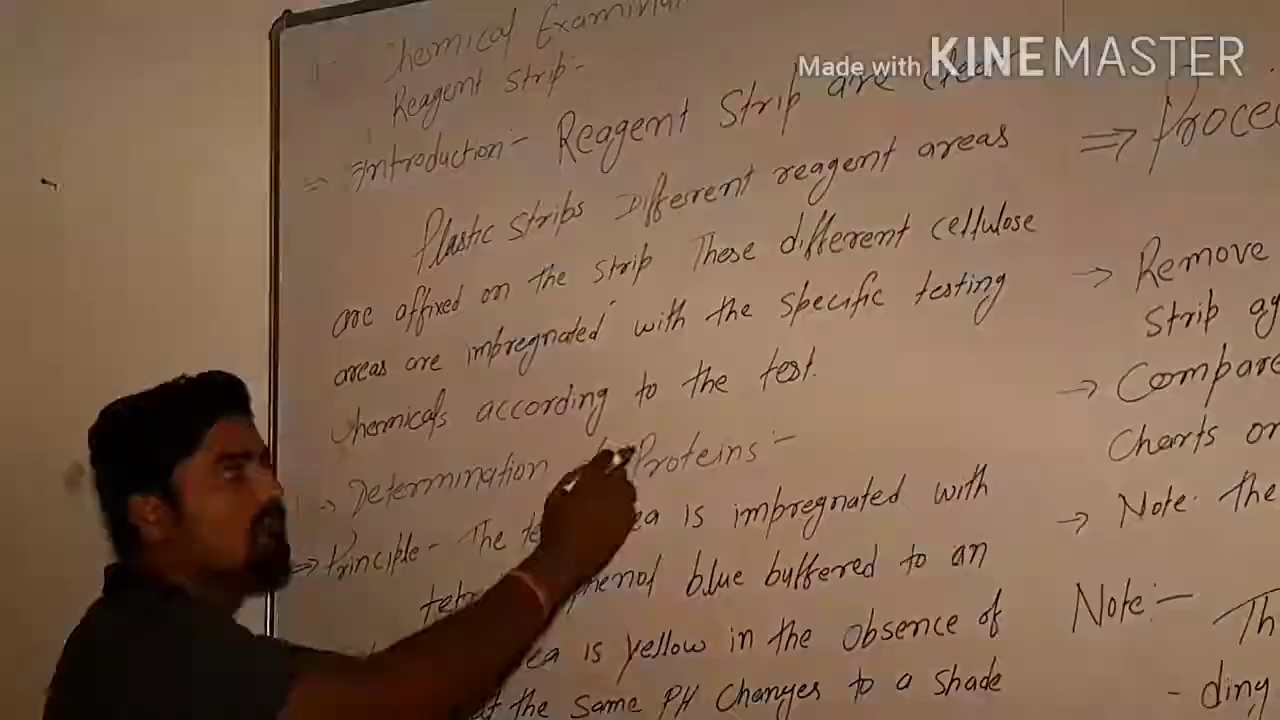 Chemical
Reagent Strip:-
⇒ Introduction:- Reagent Strip are clear
Plastic strips Different reagent areas
are affixed on the strip These different cellulose
areas are impregnated with the specific testing
Chemicals according to the test.
→ Determination Proteins:-
⇒ Principle- The is impregnated with
blue buffered to an
is yellow in the absence of
the Same PH Changes to a shade
⇒
→ Remove
Strip
→ Compare
Charts
→ Note. the
Note:-
- ding
Made with KINEMASTER